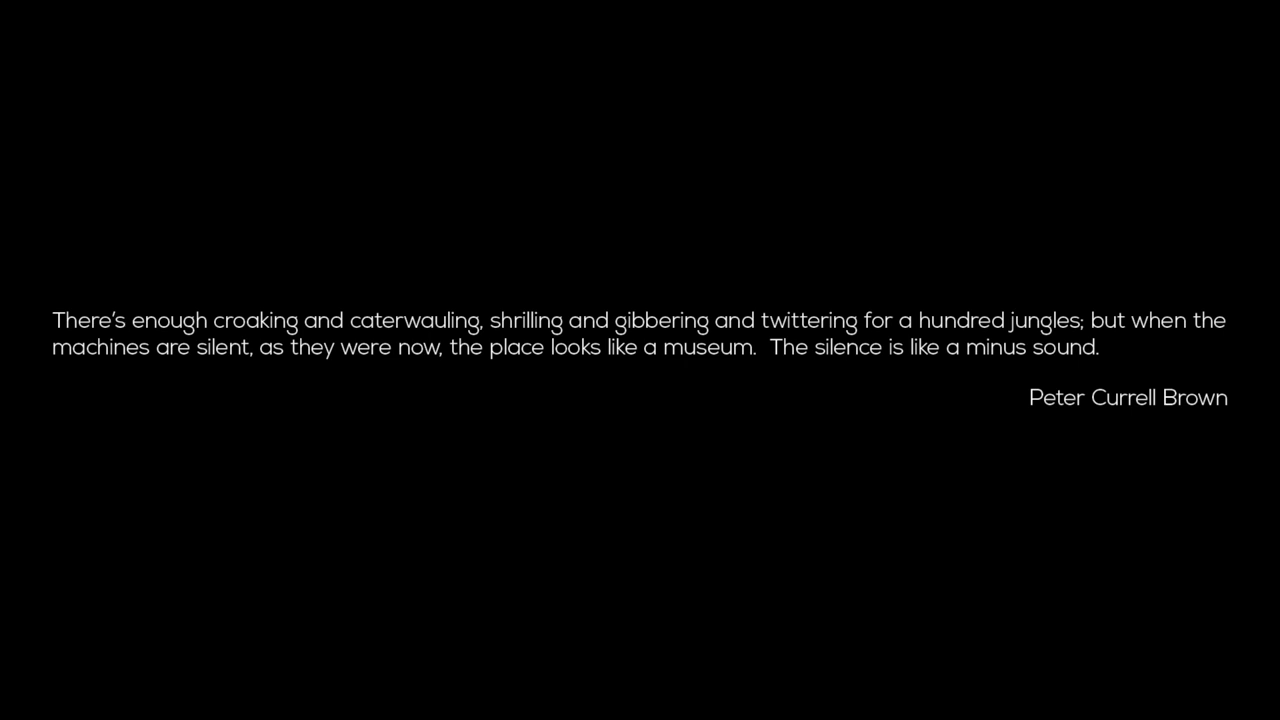 There's enough croaking and caterwauling, shrilling and gibbering and twittering for a hundred jungles; but when the
machines are silent, as they were now, the place looks like a museum.  The silence is like a minus sound.
Peter Currell Brown